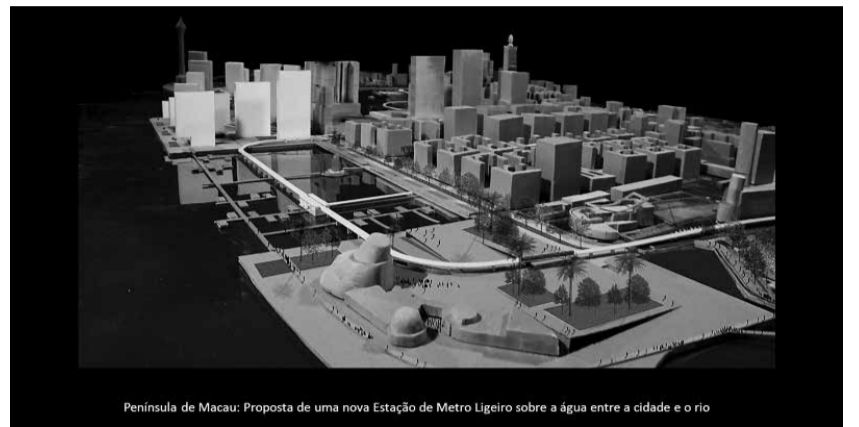 Península de Macau: Proposta de uma nova Estação de Metro Ligeiro sobre a água entre a cidade e o rio